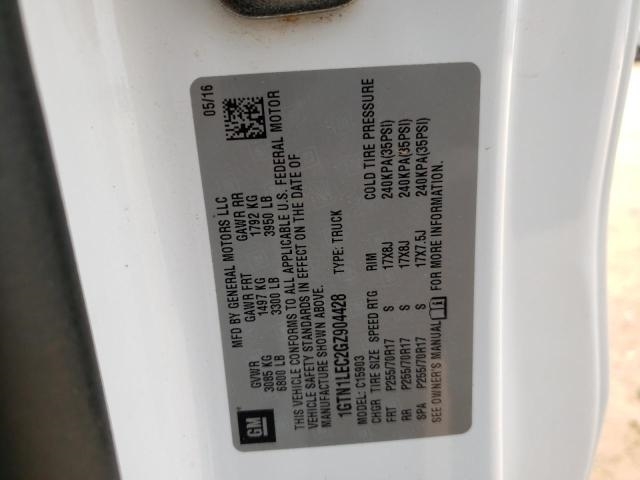 MFD BY GENERAL MOTORS LLC 05/16
GVWR GAWR FRT GAWR RR
3085 KG 1497 KG 1792 KG
6800 LB 3300 LB 3950 LB
THIS VEHICLE CONFORMS TO ALL APPLICABLE U.S. FEDERAL MOTOR
VEHICLE SAFETY STANDARDS IN EFFECT ON THE DATE OF
MANUFACTURE SHOWN ABOVE.
GM
1GTN1LEC2GZ904428 TYPE: TRUCK
MODEL: C15903
CHGR TIRE SIZE SPEED RTG RIM COLD TIRE PRESSURE
FRT P255/70R17 S 17X8J 240KPA(35PSI)
RR P255/70R17 S 17X8J 240KPA(35PSI)
SPA P255/70R17 S 17X7.5J 240KPA(35PSI)
SEE OWNER'S MANUAL FOR MORE INFORMATION.